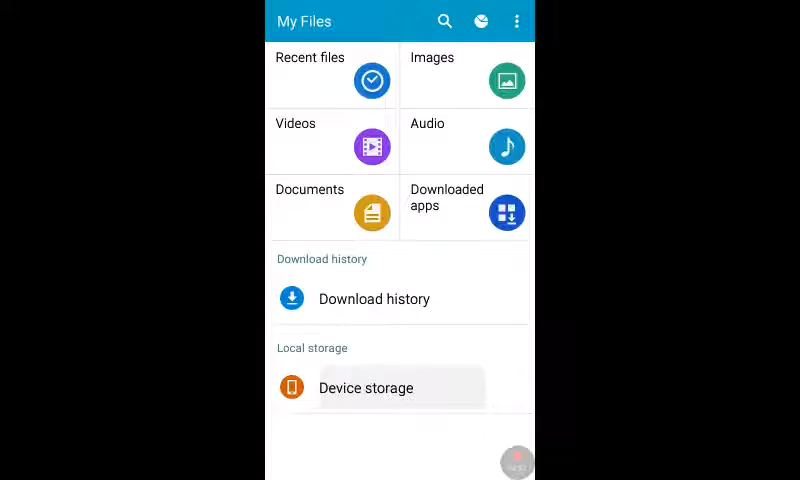 My Files
Recent files
Images
Videos
Audio
Documents
Downloaded
apps
Download history
Download history
Local storage
Device storage